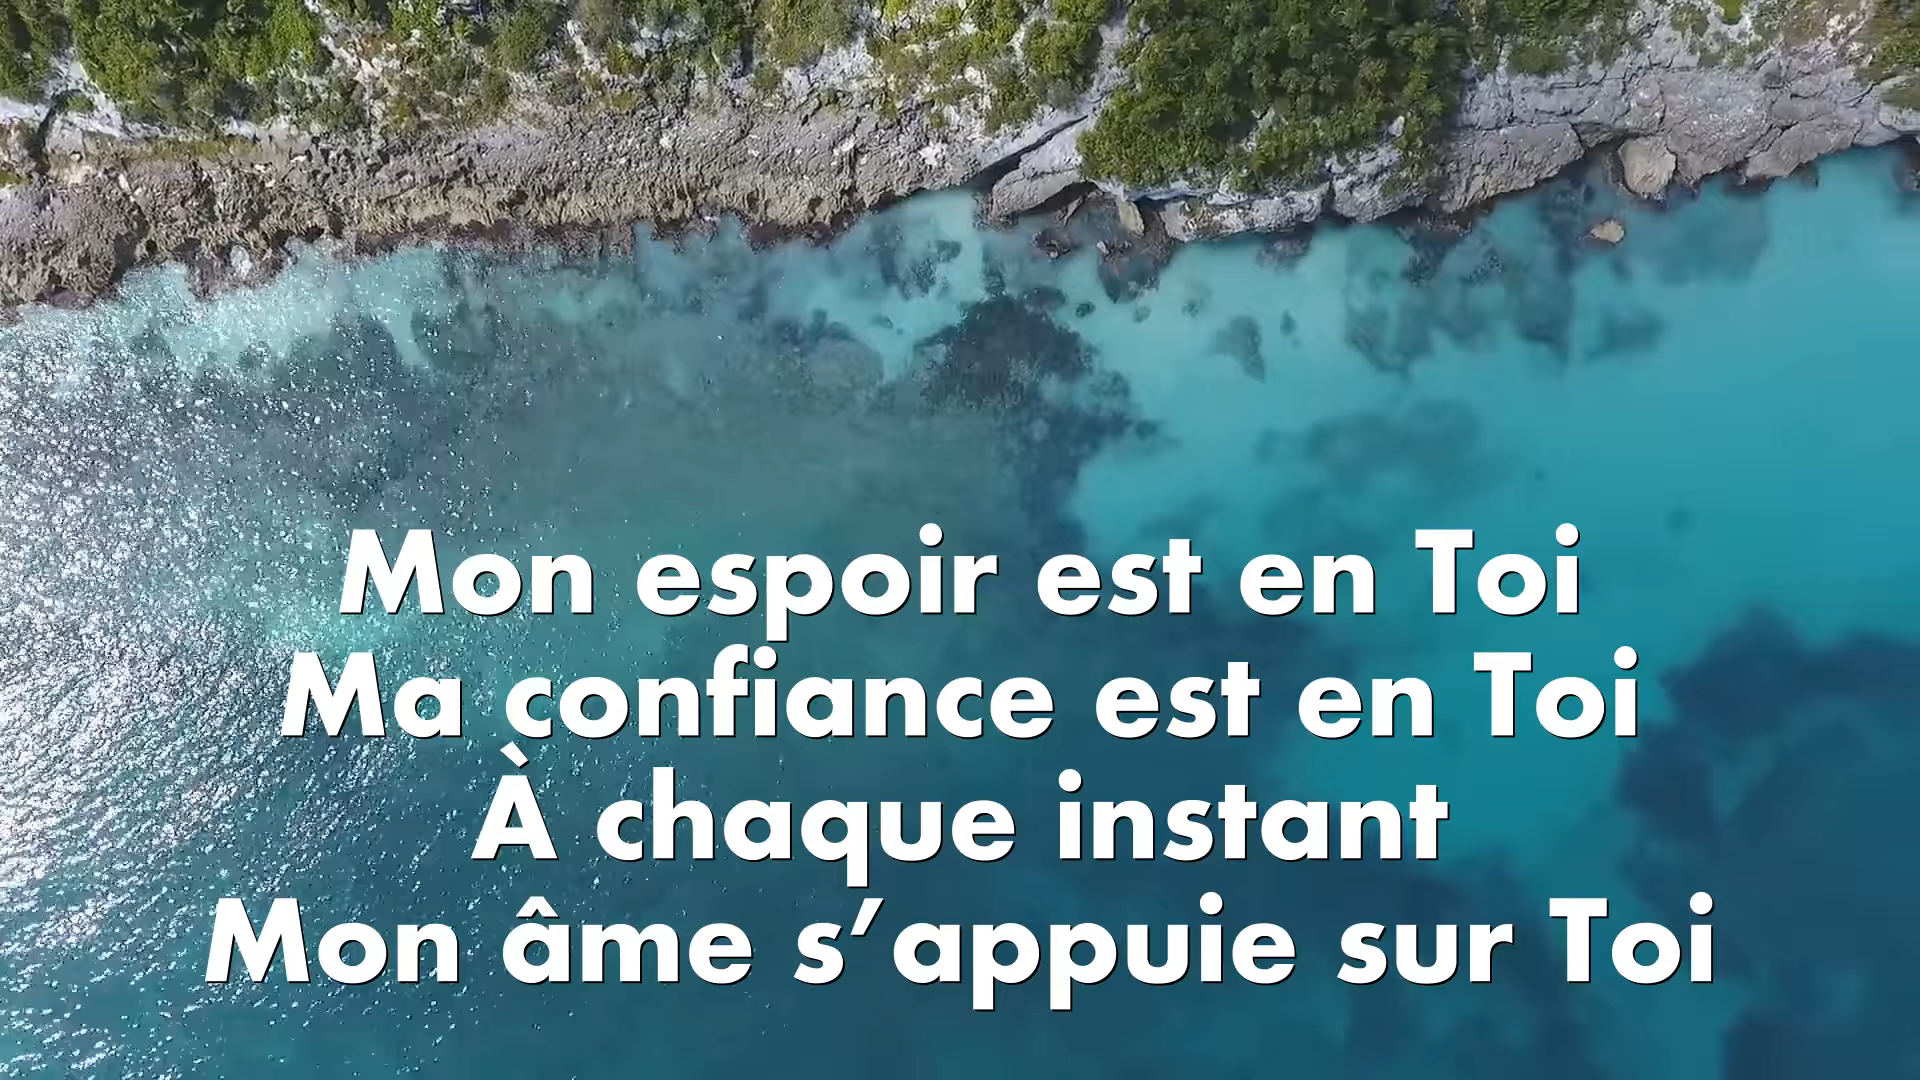 Mon espoir est en Toi
Ma confiance est en Toi
À chaque instant
Mon âme s’appuie sur Toi